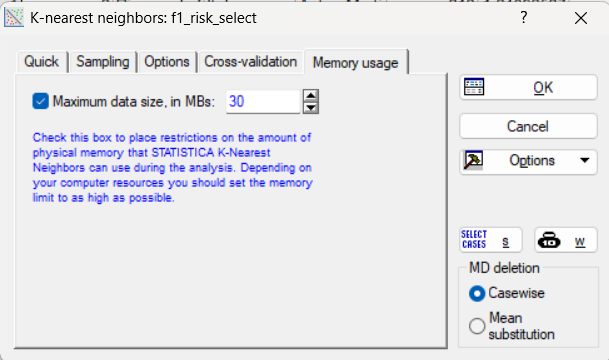 K-nearest neighbors: f1_risk_select
?
Quick
Sampling
Options
Cross-validation
Memory usage
Maximum data size, in MBs: 30
Check this box to place restrictions on the amount of
physical memory that STATISTICA K-Nearest
Neighbors can use during the analysis. Depending on
your computer resources you should set the memory
limit to as high as possible.
OK
Cancel
Options
SELECT
CASES
s
10
w
MD deletion
Casewise
Mean
substitution